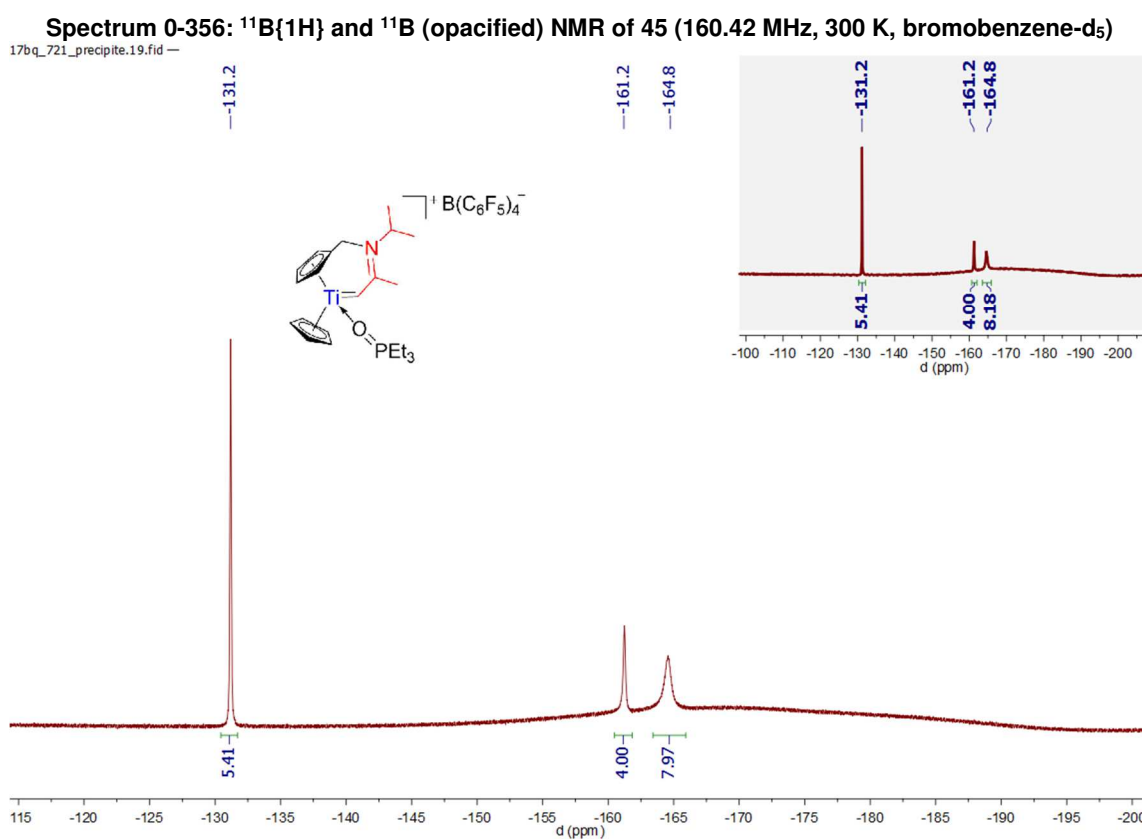 Spectrum 0-356: ¹¹B{1H} and ¹¹B (opacified) NMR of 45 (160.42 MHz, 300 K, bromobenzene-d₅)
17bq_721_precipite.19.fid —
-131.2
-161.2
-164.8
-131.2
-161.2
-164.8
5.41
4.00
8.18
-100 -110 -120 -130 -140 -150 -160 -170 -180 -190 -200
d (ppm)
]⁺ B(C₆F₅)₄⁻
N
Ti
O
PEt₃
5.41
4.00
7.97
-115 -120 -125 -130 -135 -140 -145 -150 -155 -160 -165 -170 -175 -180 -185 -190 -195 -200
d (ppm)